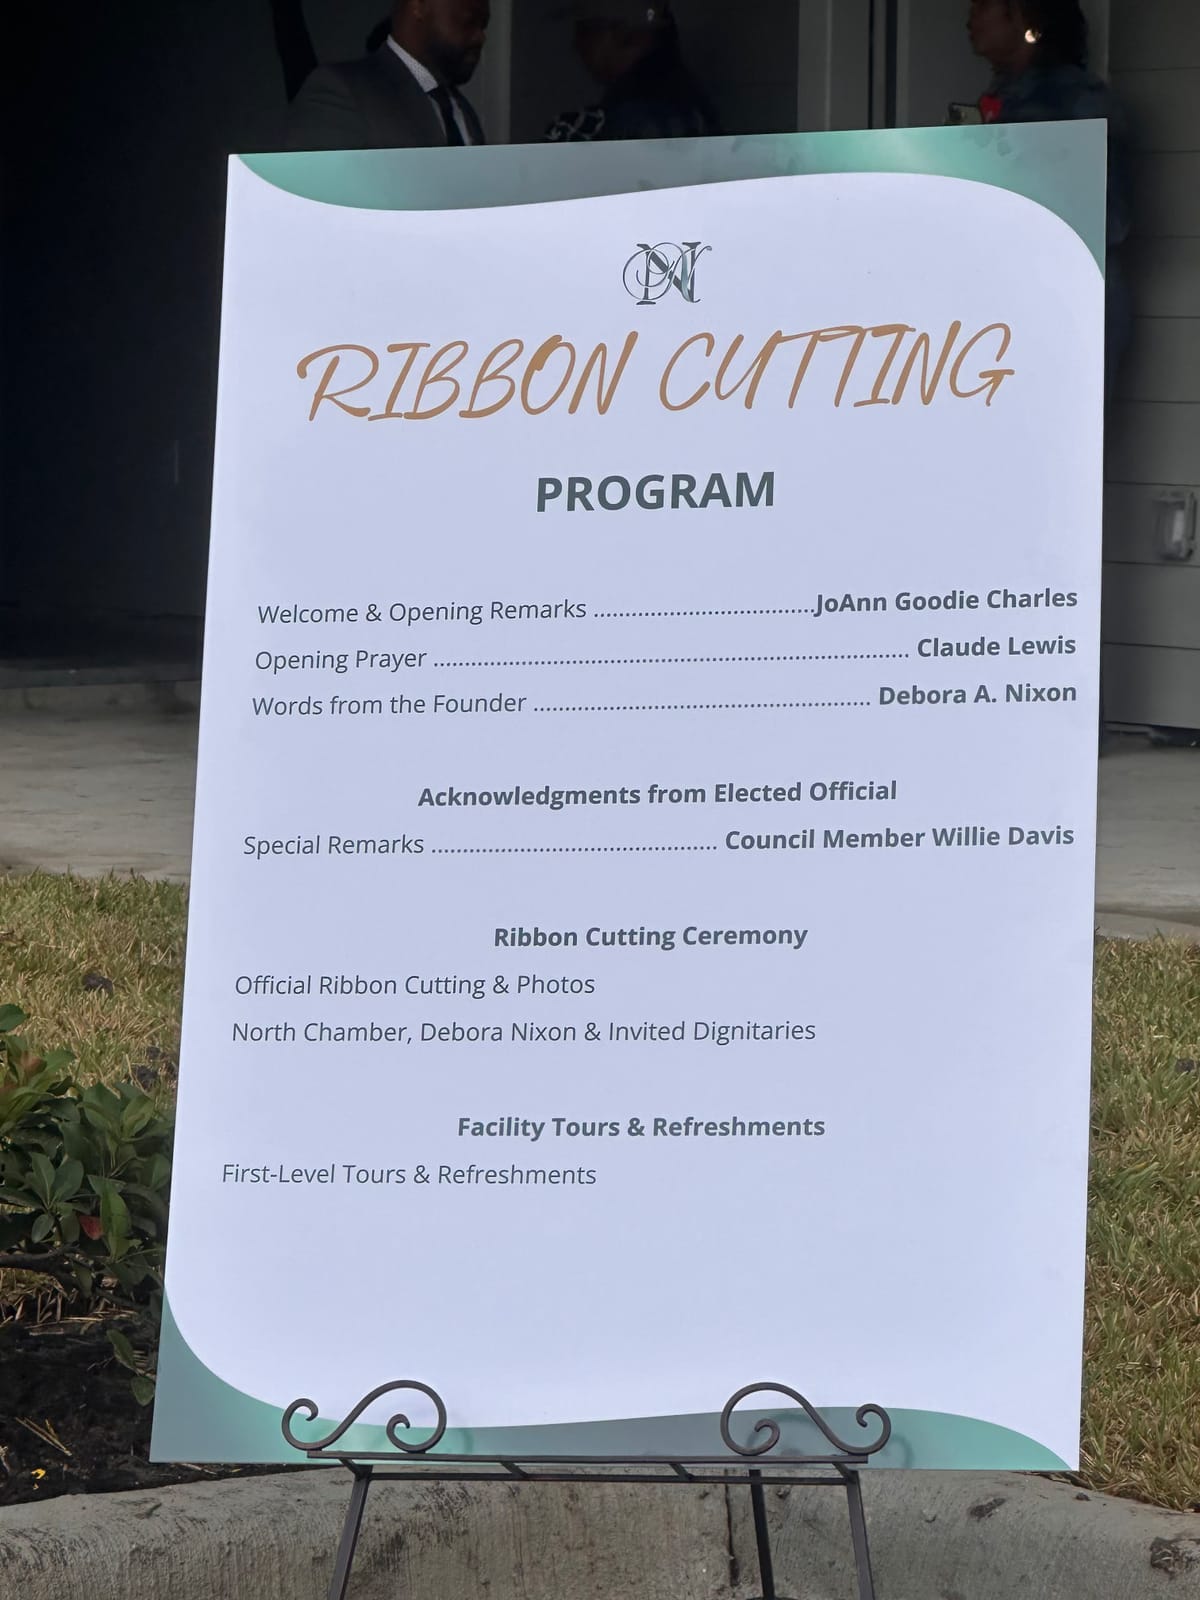 RIBBON CUTTING
PROGRAM
Welcome & Opening Remarks ................................... JoAnn Goodie Charles
Opening Prayer ........................................................................... Claude Lewis
Words from the Founder ..................................................... Debora A. Nixon
Acknowledgments from Elected Official
Special Remarks ............................................. Council Member Willie Davis
Ribbon Cutting Ceremony
Official Ribbon Cutting & Photos
North Chamber, Debora Nixon & Invited Dignitaries
Facility Tours & Refreshments
First-Level Tours & Refreshments